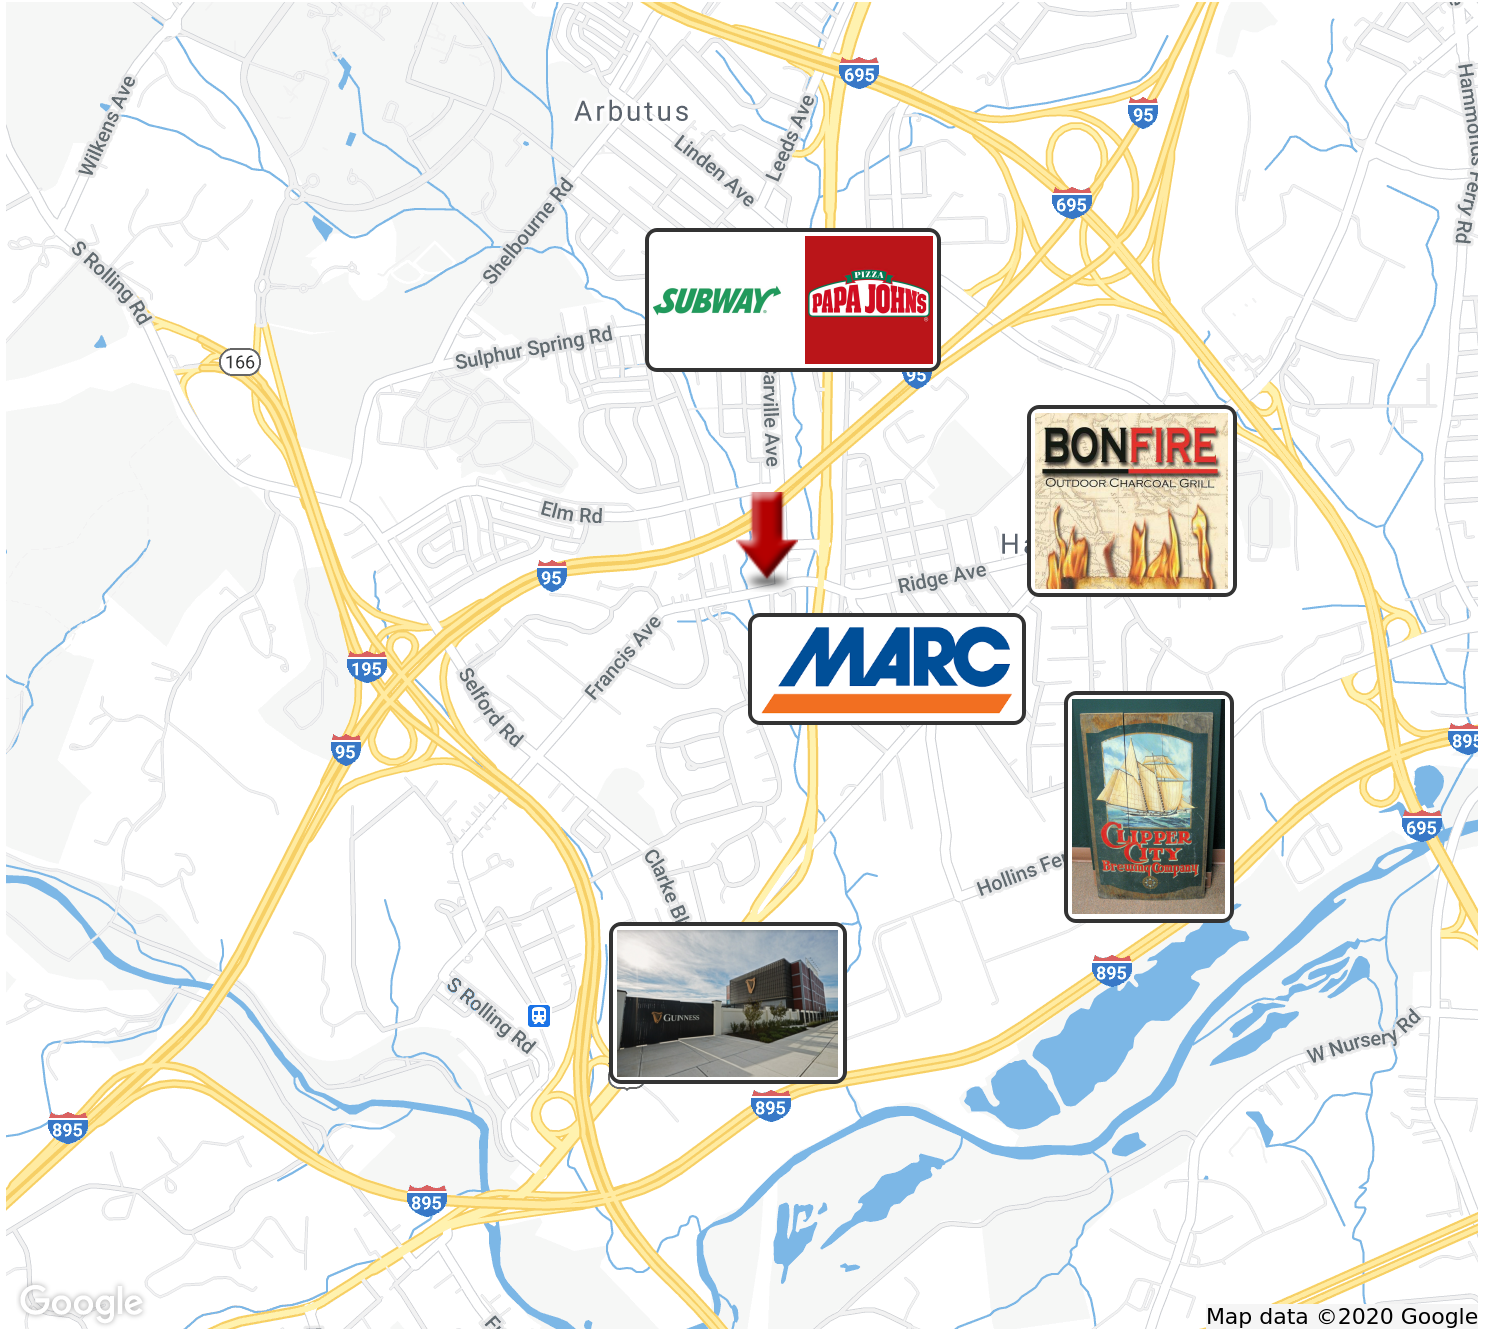 695
95
Arbutus
Wilkens Ave
Leeds Ave
Linden Ave
Hammonds Ferry Rd
Shelbourne Rd
695
S Rolling Rd
SUBWAY
PIZZA
PAPA JOHN'S
Sulphur Spring Rd
166
95
arville Ave
BONFIRE
OUTDOOR CHARCOAL GRILL
Elm Rd
Ha
95
Ridge Ave
Francis Ave
MARC
195
Selford Rd
95
895
695
CLIPPER
CITY
Brewing Company
Clarke Bl
Hollins Fe
895
GUINNESS
S Rolling Rd
W Nursery Rd
895
895
895
Google
Map data ©2020 Google